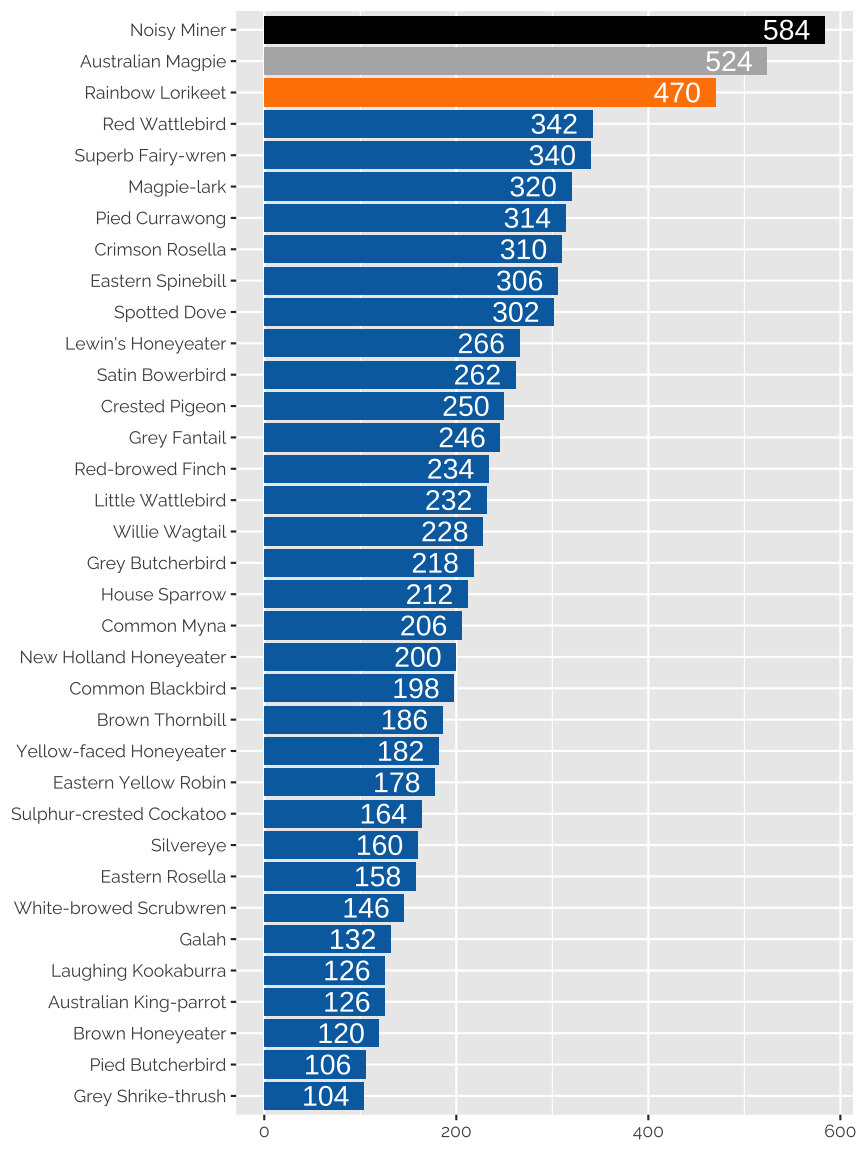 Noisy Miner 584
Australian Magpie 524
Rainbow Lorikeet 470
Red Wattlebird 342
Superb Fairy-wren 340
Magpie-lark 320
Pied Currawong 314
Crimson Rosella 310
Eastern Spinebill 306
Spotted Dove 302
Lewin's Honeyeater 266
Satin Bowerbird 262
Crested Pigeon 250
Grey Fantail 246
Red-browed Finch 234
Little Wattlebird 232
Willie Wagtail 228
Grey Butcherbird 218
House Sparrow 212
Common Myna 206
New Holland Honeyeater 200
Common Blackbird 198
Brown Thornbill 186
Yellow-faced Honeyeater 182
Eastern Yellow Robin 178
Sulphur-crested Cockatoo 164
Silvereye 160
Eastern Rosella 158
White-browed Scrubwren 146
Galah 132
Laughing Kookaburra 126
Australian King-parrot 126
Brown Honeyeater 120
Pied Butcherbird 106
Grey Shrike-thrush 104
0 200 400 600